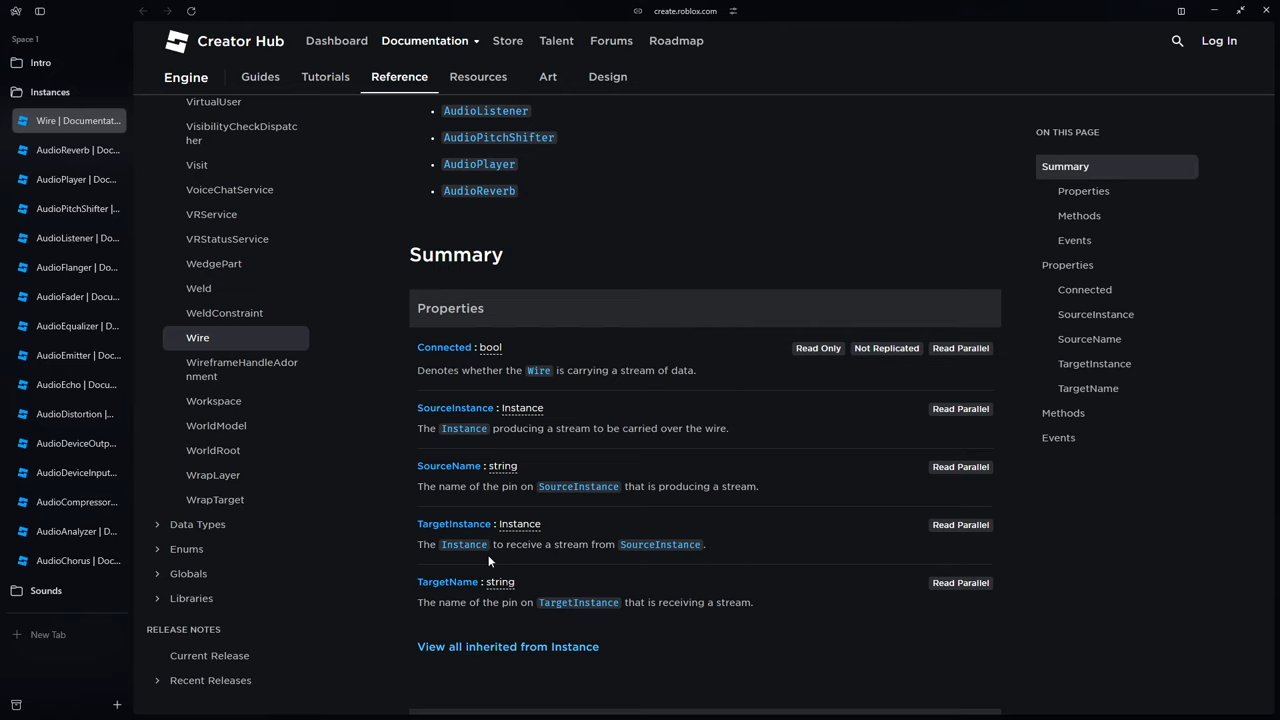 create.roblox.com
Space 1
Intro
Instances
Wire | Documentat...
AudioReverb | Doc...
AudioPlayer | Doc...
AudioPitchShifter |...
AudioListener | Do...
AudioFlanger | Do...
AudioFader | Docu...
AudioEqualizer | D...
AudioEmitter | Doc...
AudioEcho | Docu...
AudioDistortion |...
AudioDeviceOutp...
AudioDeviceInput...
AudioCompressor...
AudioAnalyzer | D...
AudioChorus | Doc...
Sounds
New Tab
Creator Hub
Dashboard
Documentation
Store
Talent
Forums
Roadmap
Log In
Engine
Guides
Tutorials
Reference
Resources
Art
Design
VirtualUser
VisibilityCheckDispatc
her
Visit
VoiceChatService
VRService
VRStatusService
WedgePart
Weld
WeldConstraint
Wire
WireframeHandleAdor
nment
Workspace
WorldModel
WorldRoot
WrapLayer
WrapTarget
Data Types
Enums
Globals
Libraries
RELEASE NOTES
Current Release
Recent Releases
AudioListener
AudioPitchShifter
AudioPlayer
AudioReverb
Summary
Properties
Connected : bool
Read Only
Not Replicated
Read Parallel
Denotes whether the Wire is carrying a stream of data.
SourceInstance : Instance
Read Parallel
The Instance producing a stream to be carried over the wire.
SourceName : string
Read Parallel
The name of the pin on SourceInstance that is producing a stream.
TargetInstance : Instance
Read Parallel
The Instance to receive a stream from SourceInstance.
TargetName : string
Read Parallel
The name of the pin on TargetInstance that is receiving a stream.
View all inherited from Instance
ON THIS PAGE
Summary
Properties
Methods
Events
Properties
Connected
SourceInstance
SourceName
TargetInstance
TargetName
Methods
Events